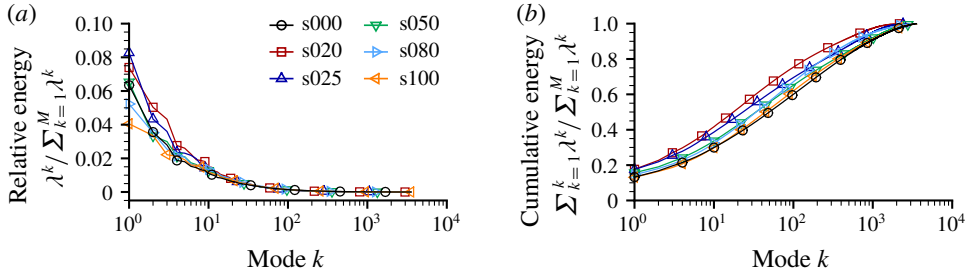 (a)
Relative energy
λ^k / Σ^M_{k=1} λ^k
0.10
0.08
0.06
0.04
0.02
0
10^0
10^1
10^2
10^3
10^4
Mode k
s000
s020
s025
s050
s080
s100
(b)
Cumulative energy
Σ^k_{k=1} λ^k / Σ^M_{k=1} λ^k
1.0
0.8
0.6
0.4
0.2
0
10^0
10^1
10^2
10^3
10^4
Mode k